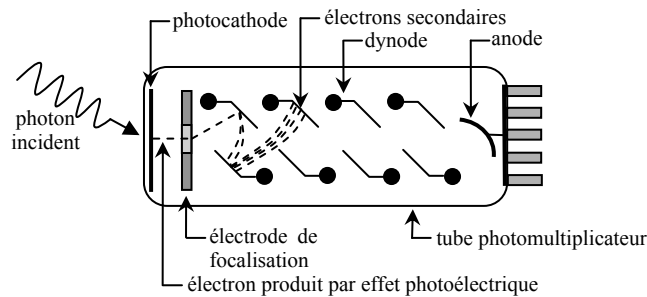 photocathode
électrons secondaires
dynode
anode
photon
incident
électrode de
focalisation
tube photomultiplicateur
électron produit par effet photoélectrique